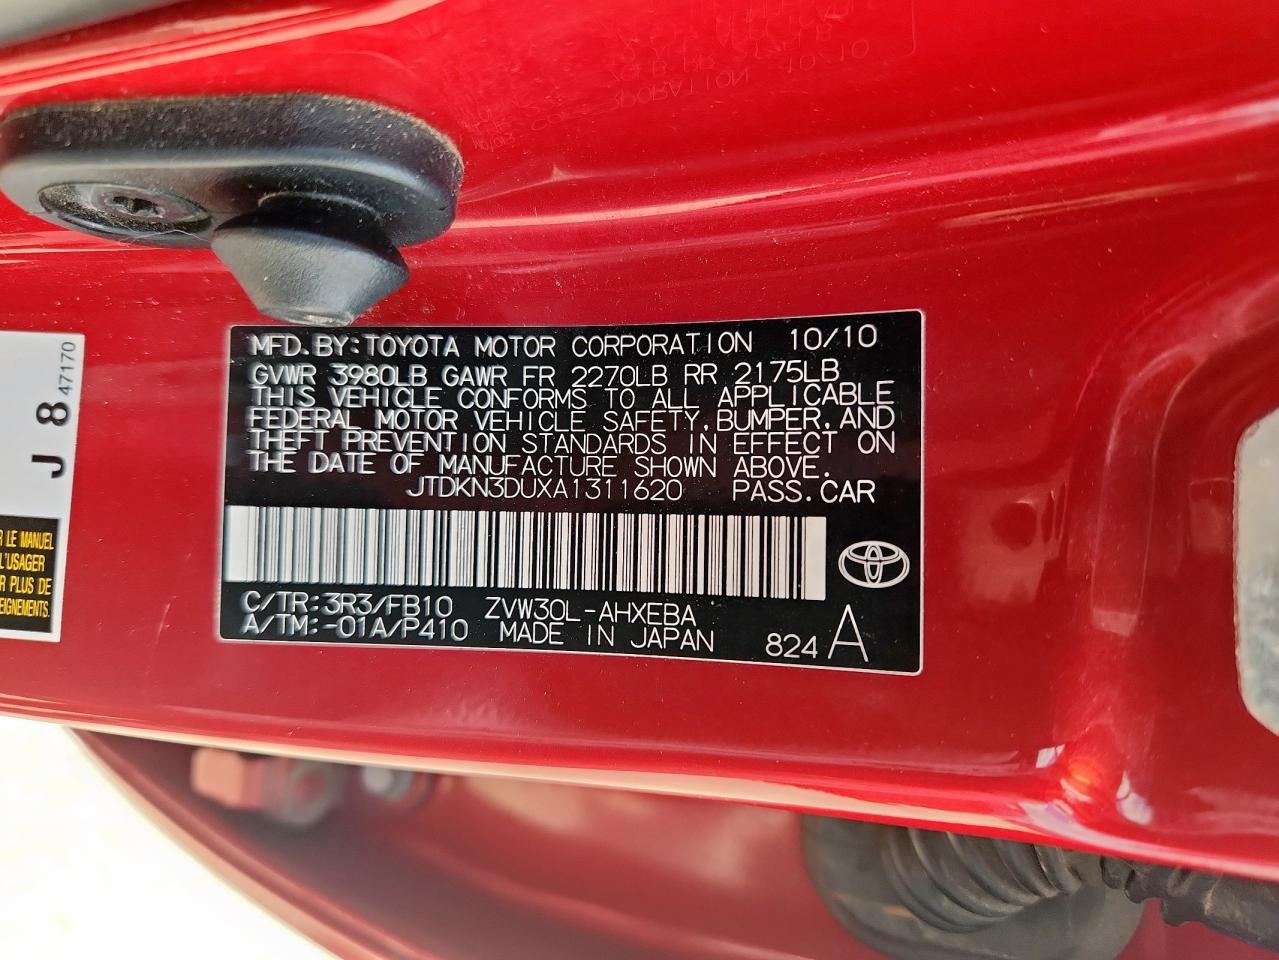 MFD.BY:TOYOTA MOTOR CORPORATION 10/10
GVWR 3980LB GAWR FR 2270LB RR 2175LB
THIS VEHICLE CONFORMS TO ALL APPLICABLE
FEDERAL MOTOR VEHICLE SAFETY,BUMPER,AND
THEFT PREVENTION STANDARDS IN EFFECT ON
THE DATE OF MANUFACTURE SHOWN ABOVE.
JTDKN3DUXA1311620 PASS.CAR
C/TR:3R3/FB10 ZVW30L-AHXEBA
A/TM:-01A/P410 MADE IN JAPAN 824 A
J 8 47170
LE MANUEL
L'USAGER
PLUS DE